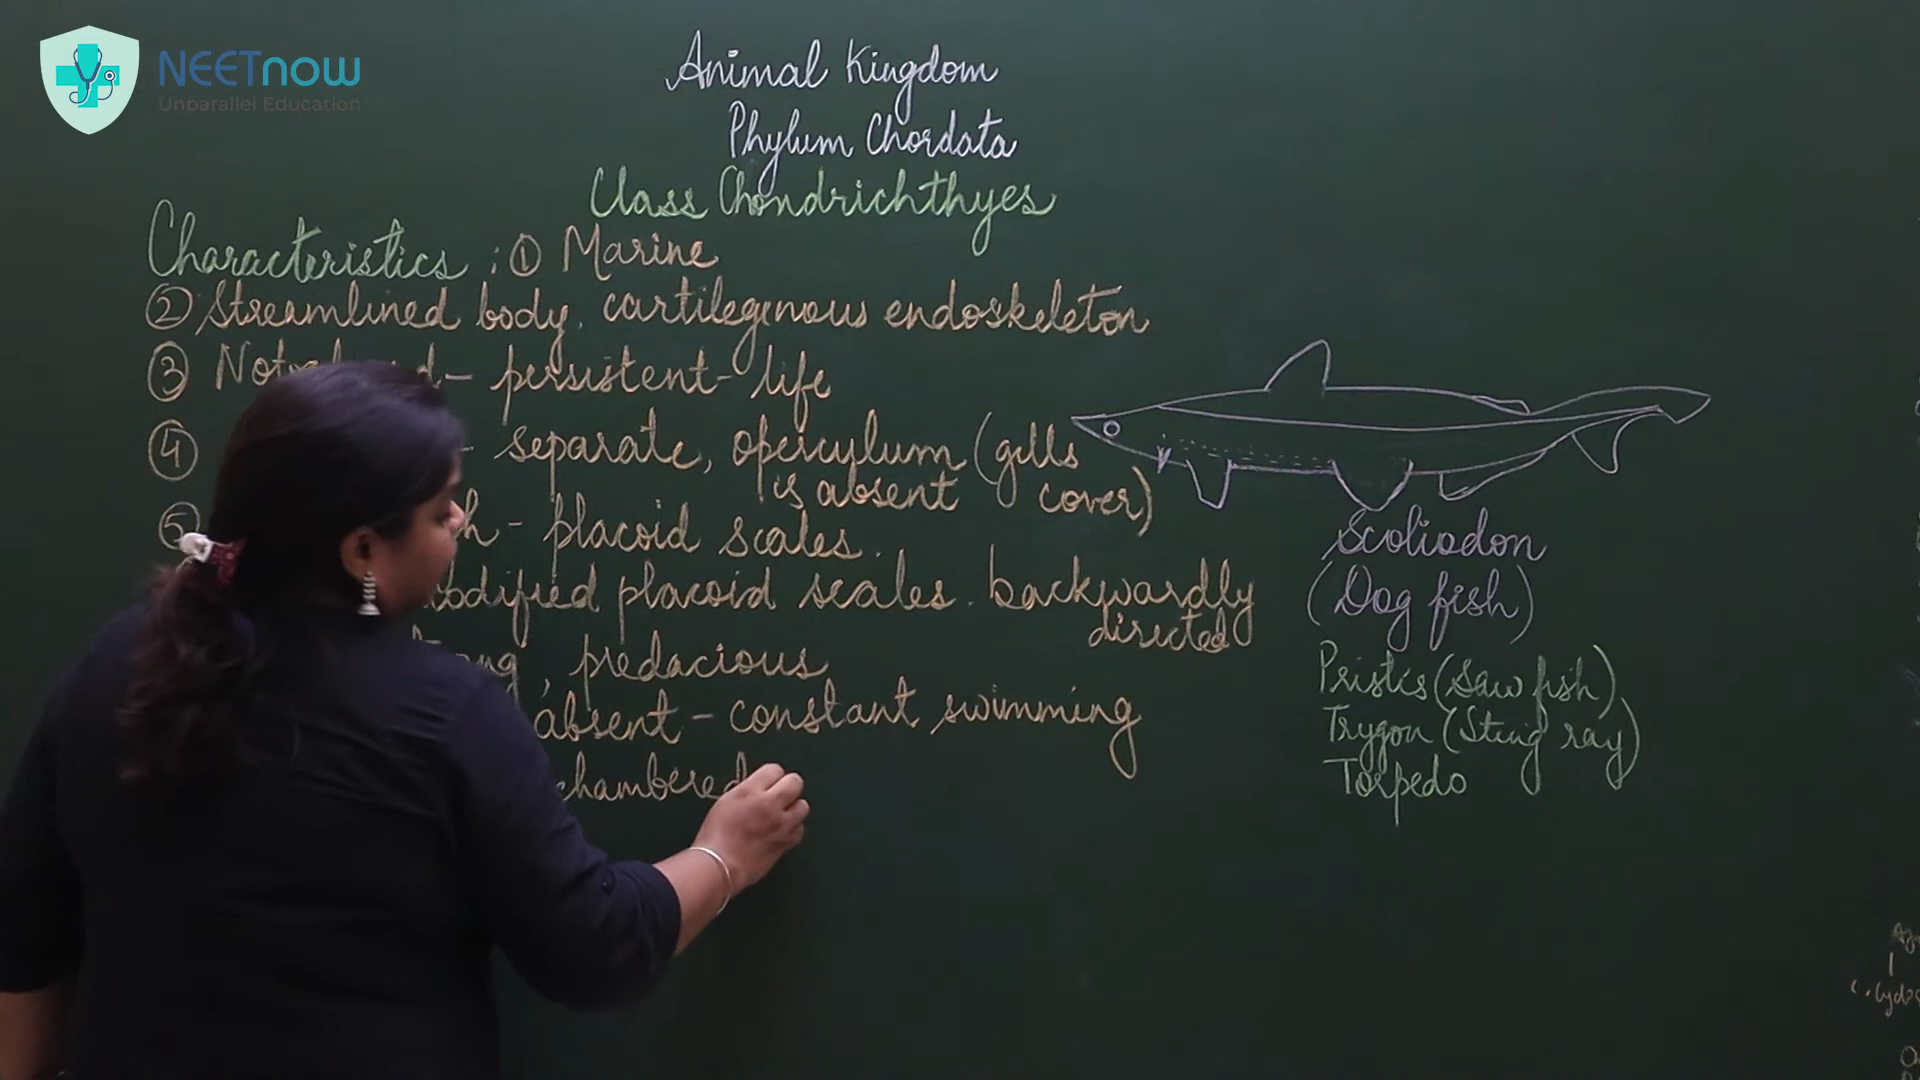 NEETnow
Unparallel Education
Animal Kingdom
Phylum Chordata
Class Chondrichthyes
Characteristics : ① Marine
② Streamlined body, cartilegenous endoskeleton
③ - persistent - life
④ - separate, opercylum (gills
is absent cover)
⑤ - placoid scales.
placoid scales. backwardly
directed
, predacious
absent - constant swimming
chambered
Scoliodon
(Dog fish)
Pristis (Saw fish)
Trygon (Sting ray)
Torpedo